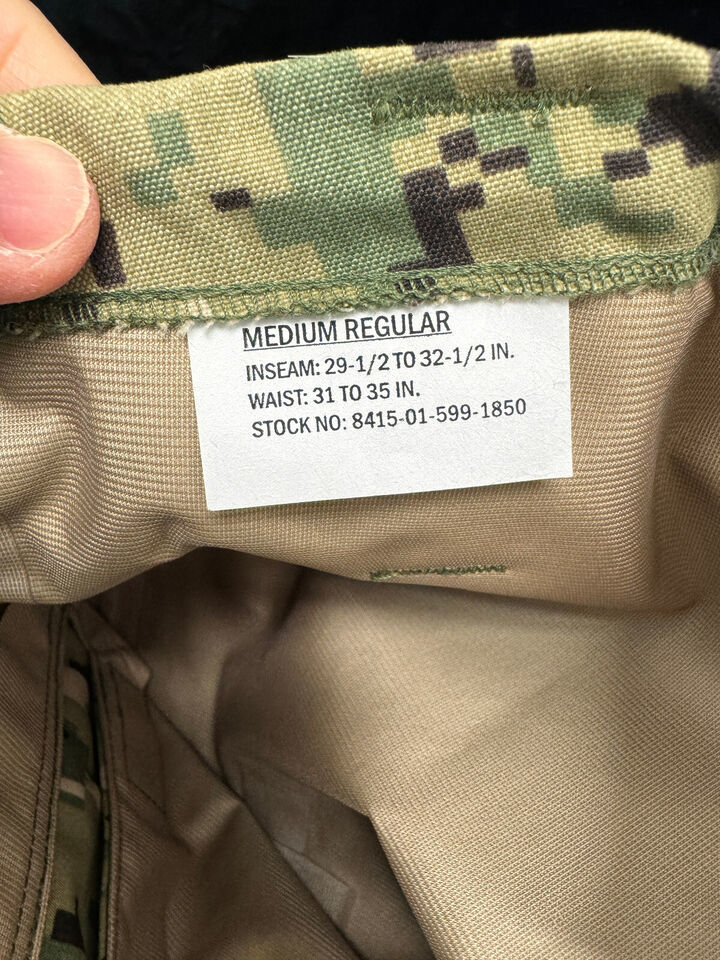 MEDIUM REGULAR
INSEAM: 29-1/2 TO 32-1/2 IN.
WAIST: 31 TO 35 IN.
STOCK NO: 8415-01-599-1850